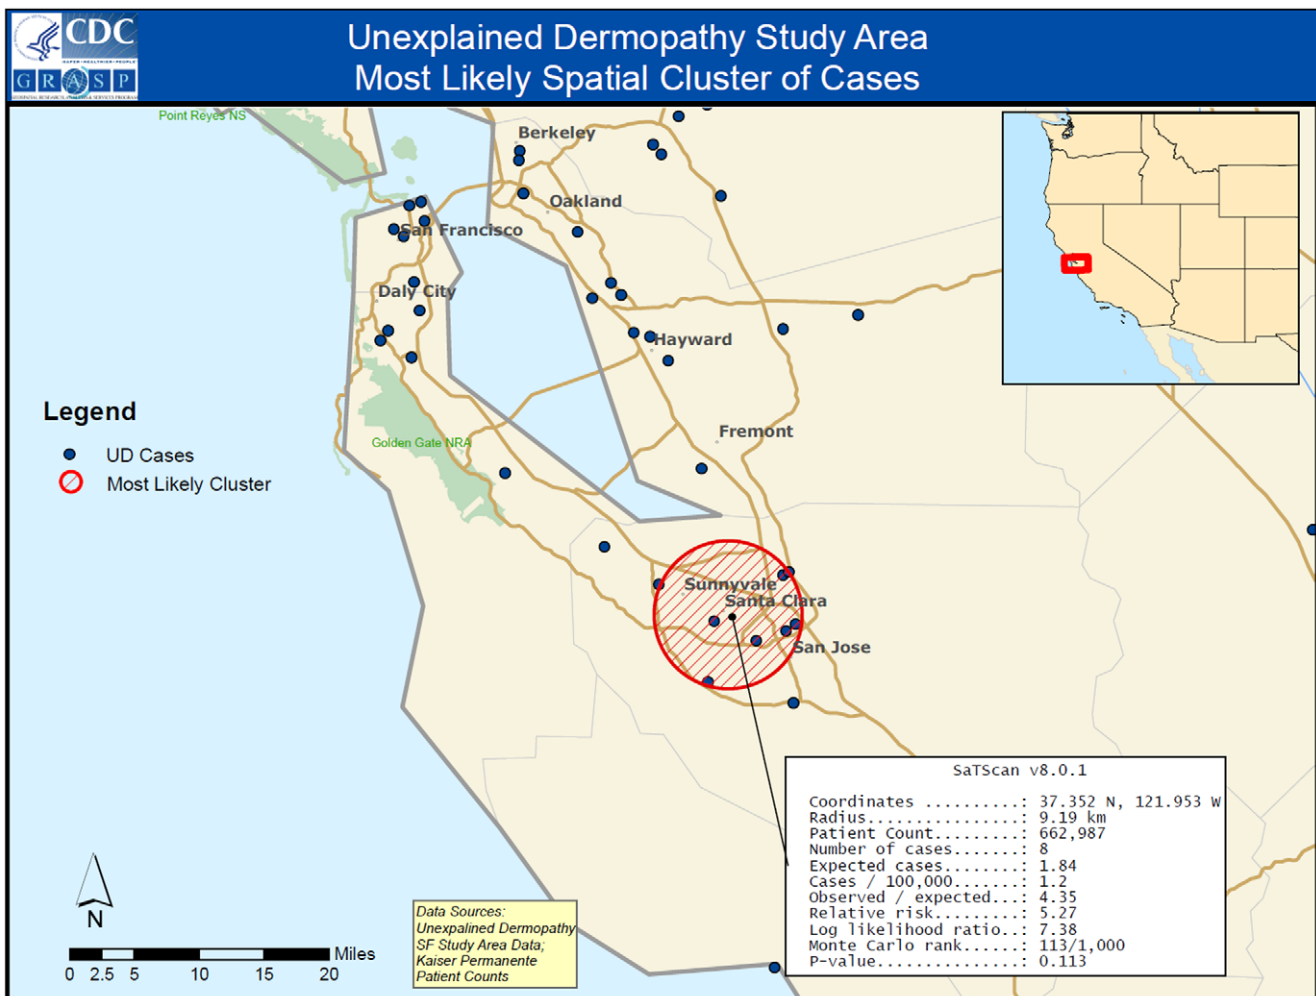 CDC
SAFER • HEALTHIER • PEOPLE
GRASP
Unexplained Dermopathy Study Area
Most Likely Spatial Cluster of Cases
Point Reyes NS
Berkeley
Oakland
San Francisco
Daly City
Hayward
Golden Gate NRA
Fremont
Sunnyvale
Santa Clara
San Jose
Legend
UD Cases
Most Likely Cluster
SaTScan v8.0.1
Coordinates ..........: 37.352 N, 121.953 W
Radius................: 9.19 km
Patient Count.........: 662,987
Number of cases.......: 8
Expected cases........: 1.84
Cases / 100,000.......: 1.2
Observed / expected...: 4.35
Relative risk.........: 5.27
Log likelihood ratio..: 7.38
Monte Carlo rank......: 113/1,000
P-value...............: 0.113
N
Miles
0 2.5 5 10 15 20
Data Sources:
Unexpalined Dermopathy
SF Study Area Data;
Kaiser Permanente
Patient Counts